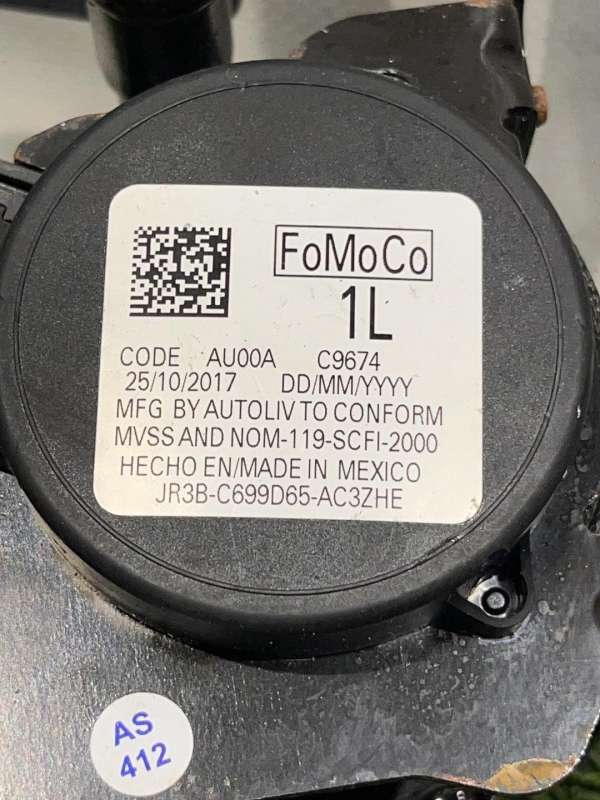 FoMoCo
1L
CODE AU00A C9674
25/10/2017 DD/MM/YYYY
MFG BY AUTOLIV TO CONFORM
MVSS AND NOM-119-SCFI-2000
HECHO EN/MADE IN MEXICO
JR3B-C699D65-AC3ZHE
AS
412